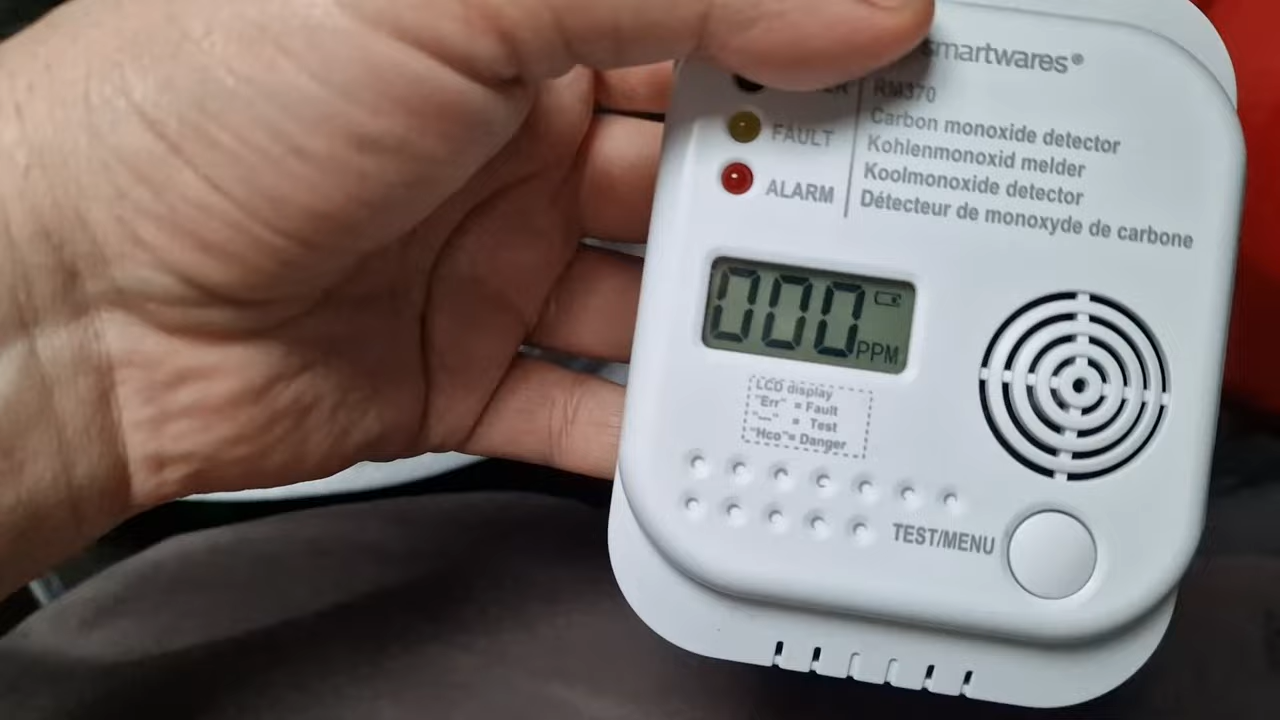 smartwares®
RM370
Carbon monoxide detector
Kohlenmonoxid melder
Koolmonoxide detector
Détecteur de monoxyde de carbone
FAULT
ALARM
000
PPM
LCD display
"Err" = Fault
"---" = Test
"Hco"= Danger
TEST/MENU